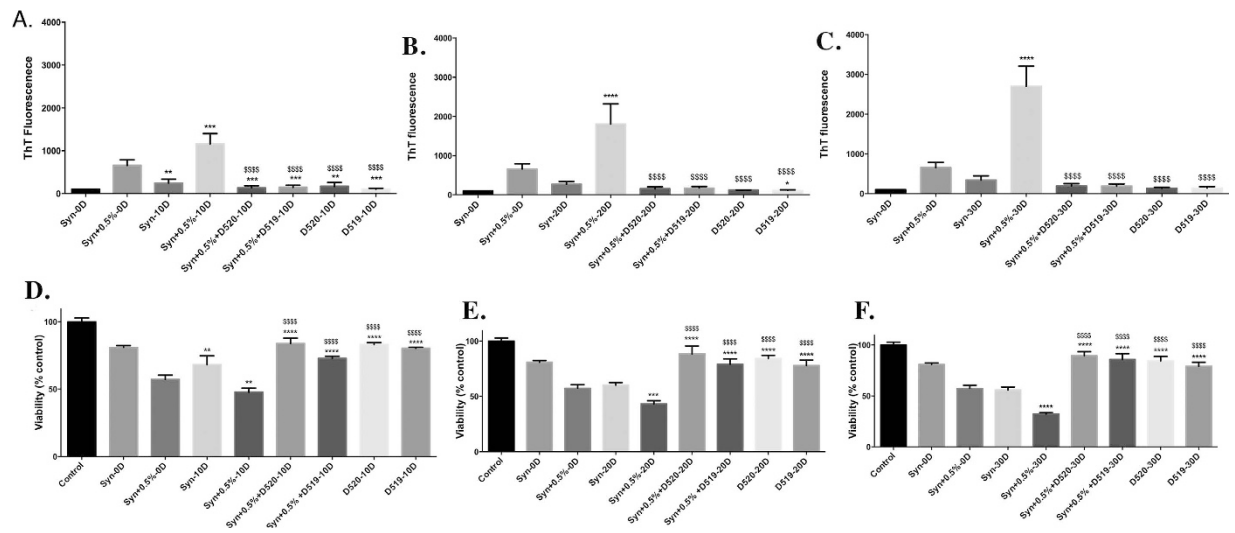 A.
ThT Fluorescenece
4000
3000
2000
1000
0
***
**
$$$$
***
$$$$
***
$$$$
**
$$$$
***
Syn-0D
Syn+0.5%-0D
Syn-10D
Syn+0.5%-10D
Syn+0.5%+D520-10D
Syn+0.5%+D519-10D
D520-10D
D519-10D
B.
ThT Fluorescence
4000
3000
2000
1000
0
****
$$$$
$$$$
$$$$
$$$$
*
Syn-0D
Syn+0.5%-0D
Syn-20D
Syn+0.5%-20D
Syn+0.5%+D520-20D
Syn+0.5%+D519-20D
D520-20D
D519-20D
C.
ThT fluorescence
4000
3000
2000
1000
0
****
$$$$
$$$$
$$$$
$$$$
Syn-0D
Syn+0.5%-0D
Syn-30D
Syn+0.5%-30D
Syn+0.5%+D520-30D
Syn+0.5%+D519-30D
D520-30D
D519-30D
D.
Viability (% control)
100
50
0
**
**
$$$$
****
$$$$
****
$$$$
****
$$$$
****
Control
Syn-0D
Syn+0.5%-0D
Syn-10D
Syn+0.5%-10D
Syn+0.5%+D520-10D
Syn+0.5% +D519-10D
D520-10D
D519-10D
E.
Viability (% control)
100
50
0
***
$$$$
****
$$$$
****
$$$$
****
$$$$
****
Control
Syn-0D
Syn+0.5%-0D
Syn-20D
Syn+0.5%-20D
Syn+0.5%+D520-20D
Syn+0.5% +D519-20D
D520-20D
D519-20D
F.
Viability (% control)
100
50
0
****
$$$$
****
$$$$
****
$$$$
****
$$$$
****
Control
Syn-0D
Syn+0.5%-0D
Syn-30D
Syn+0.5%-30D
Syn+0.5%+D520-30D
Syn+0.5% +D519-30D
D520-30D
D519-30D